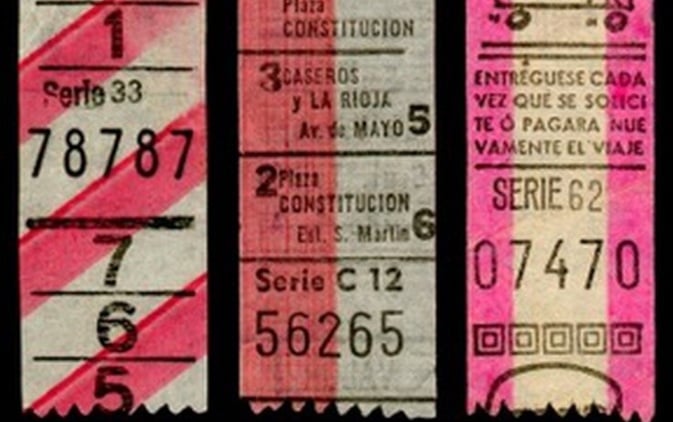 1
Serie 33
78787
7
6
5
Plaza
CONSTITUCION
3 CASEROS
y LA RIOJA
Av. de MAYO 5
2 Plaza
CONSTITUCION
Est. S. Martin 6
Serie C 12
56265
ENTRÉGUESE CADA
VEZ QUE SE SOLICI
TE Ó PAGARA NUE
VAMENTE EL VIAJE
SERIE 62
07470